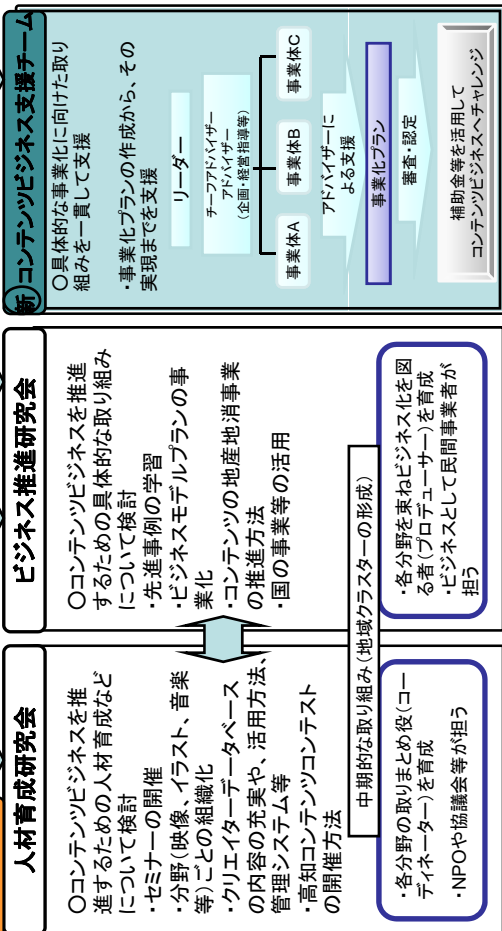 人材育成研究会
〇コンテンツビジネスを推
進するための人材育成など
について検討
・セミナーの開催
・分野(映像、イラスト、音楽
等)ごとの組織化
・クリエイターデータベース
の内容の充実や、活用方法、
管理システム等
・高知コンテンツコンテスト
の開催方法
ビジネス推進研究会
〇コンテンツビジネスを推進
するための具体的な取り組み
について検討
・先進事例の学習
・ビジネスモデルプランの事
業化
・コンテンツの地産地消事業
の推進方法
・国の事業等の活用
中期的な取り組み(地域クラスターの形成)
・各分野の取りまとめ役(コー
ディネーター)を育成
・NPOや協議会等が担う
・各分野を束ねビジネス化を図
る者(プロデューサー)を育成
・ビジネスとして民間事業者が
担う
新 コンテンツビジネス支援チーム
〇具体的な事業化に向けた取り
組みを一貫して支援
・事業化プランの作成から、その
実現までを支援
リーダー
チーフアドバイザー
アドバイザー
(企画・経営指導等)
事業体A
事業体B
事業体C
アドバイザーに
よる支援
事業化プラン
審査・認定
補助金等を活用して
コンテンツビジネスへチャレンジ